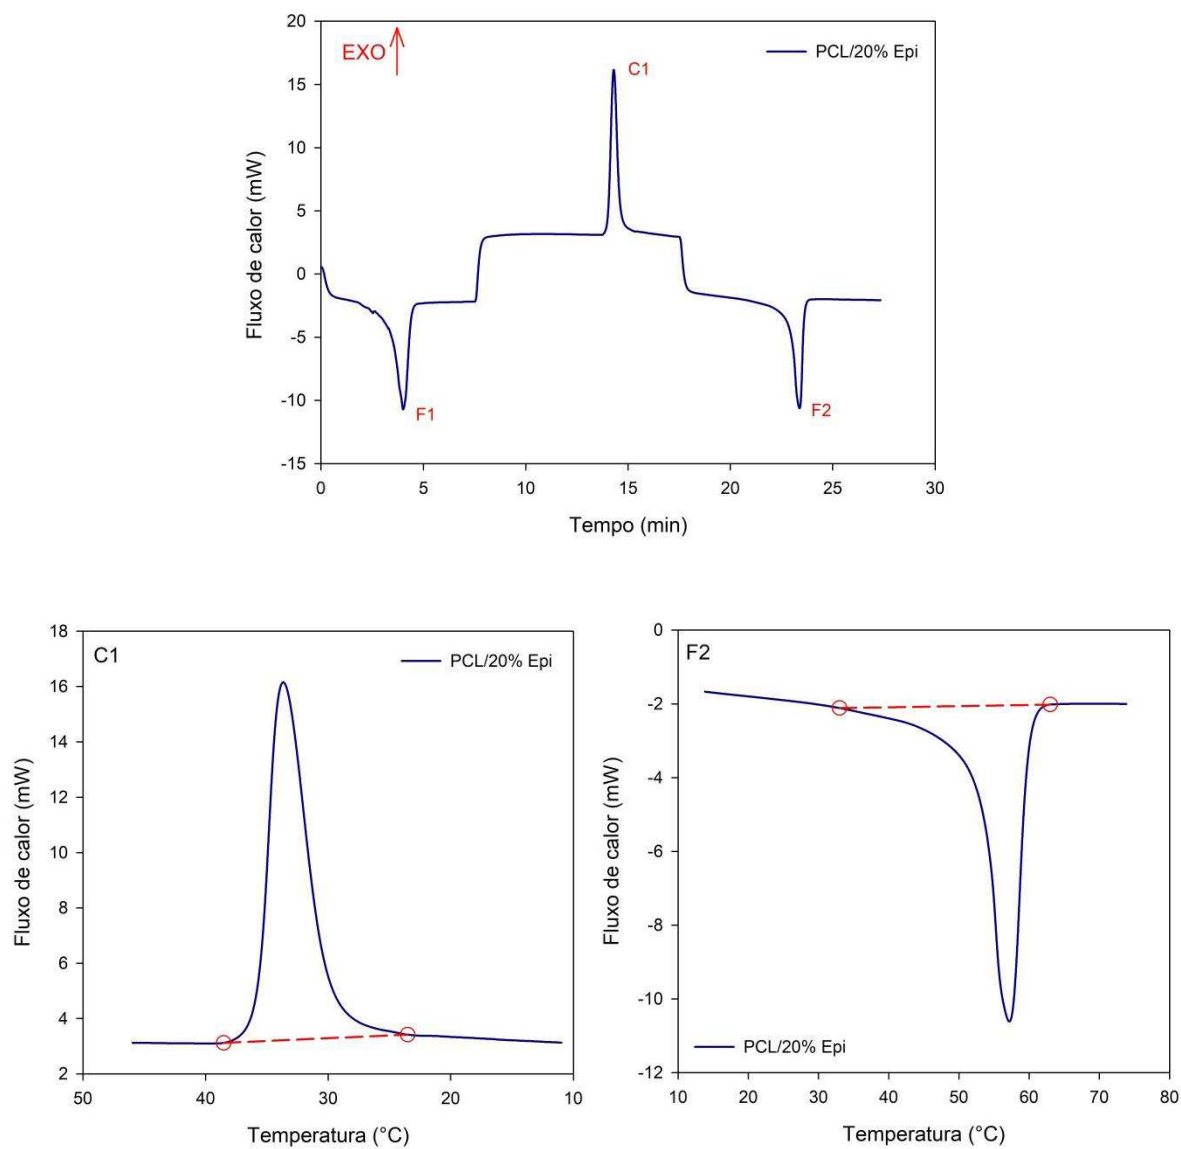 20
EXO
PCL/20% Epi
C1
15
10
5
0
-5
-10
-15
F1
F2
Fluxo de calor (mW)
0 5 10 15 20 25 30
Tempo (min)
18
C1
PCL/20% Epi
16
14
12
10
8
6
4
2
Fluxo de calor (mW)
50 40 30 20 10
Temperatura (°C)
0
F2
-2
-4
-6
-8
-10
-12
Fluxo de calor (mW)
PCL/20% Epi
10 20 30 40 50 60 70 80
Temperatura (°C)